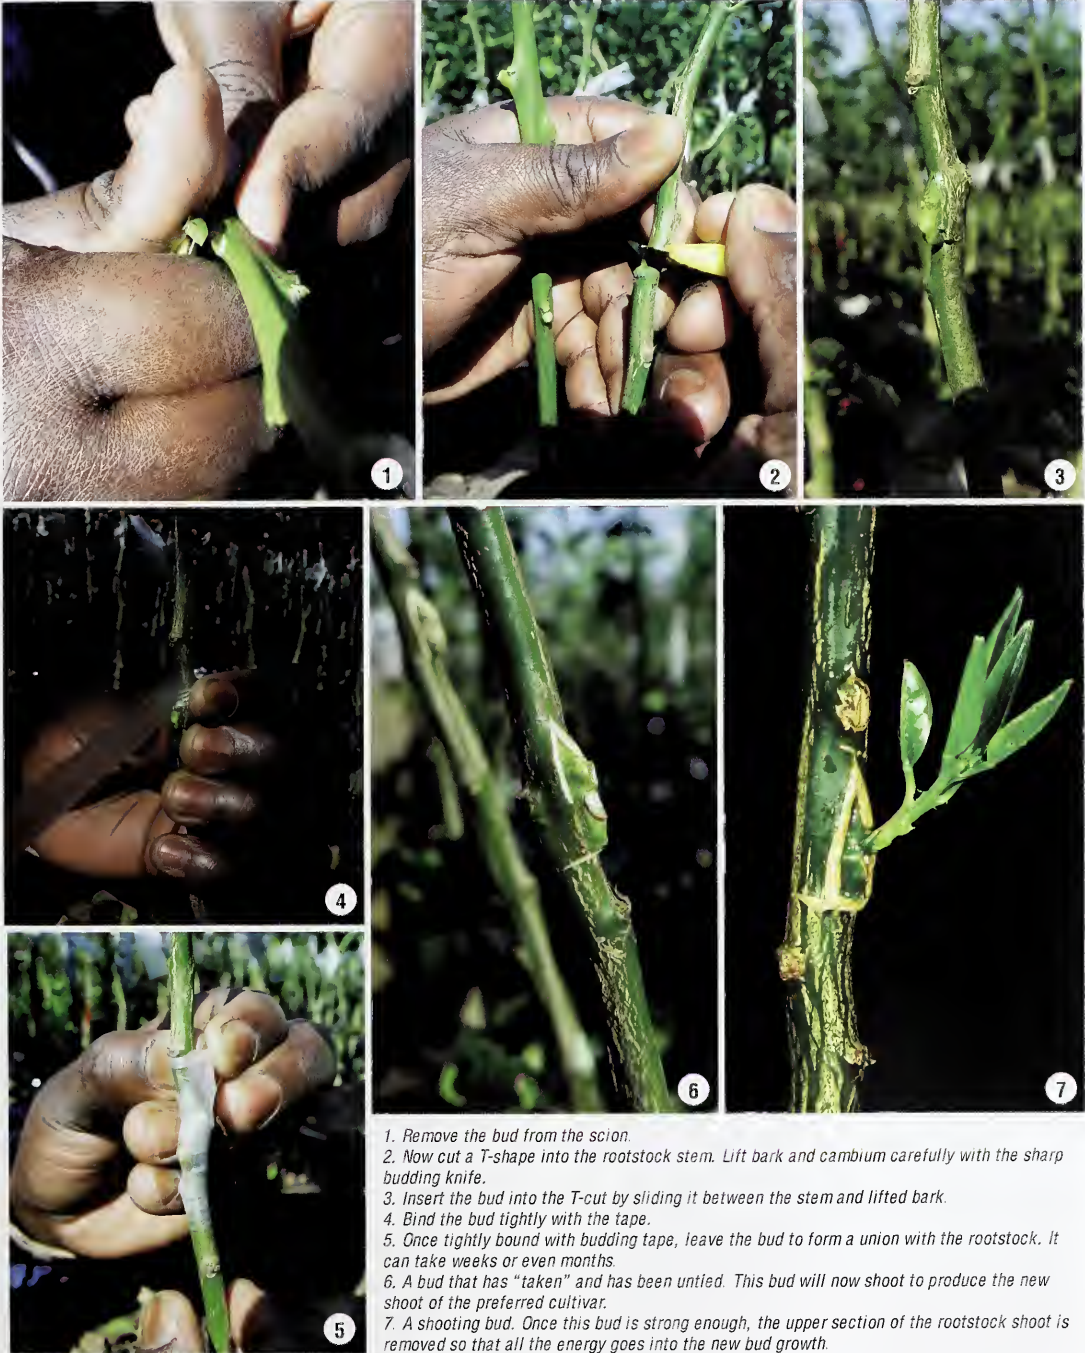 1
2
3
4
5
6
7
1. Remove the bud from the scion.
2. Now cut a T-shape into the rootstock stem. Lift bark and cambium carefully with the sharp
budding knife.
3. Insert the bud into the T-cut by sliding it between the stem and lifted bark.
4. Bind the bud tightly with the tape.
5. Once tightly bound with budding tape, leave the bud to form a union with the rootstock. It
can take weeks or even months.
6. A bud that has "taken" and has been untied. This bud will now shoot to produce the new
shoot of the preferred cultivar.
7. A shooting bud. Once this bud is strong enough, the upper section of the rootstock shoot is
removed so that all the energy goes into the new bud growth.